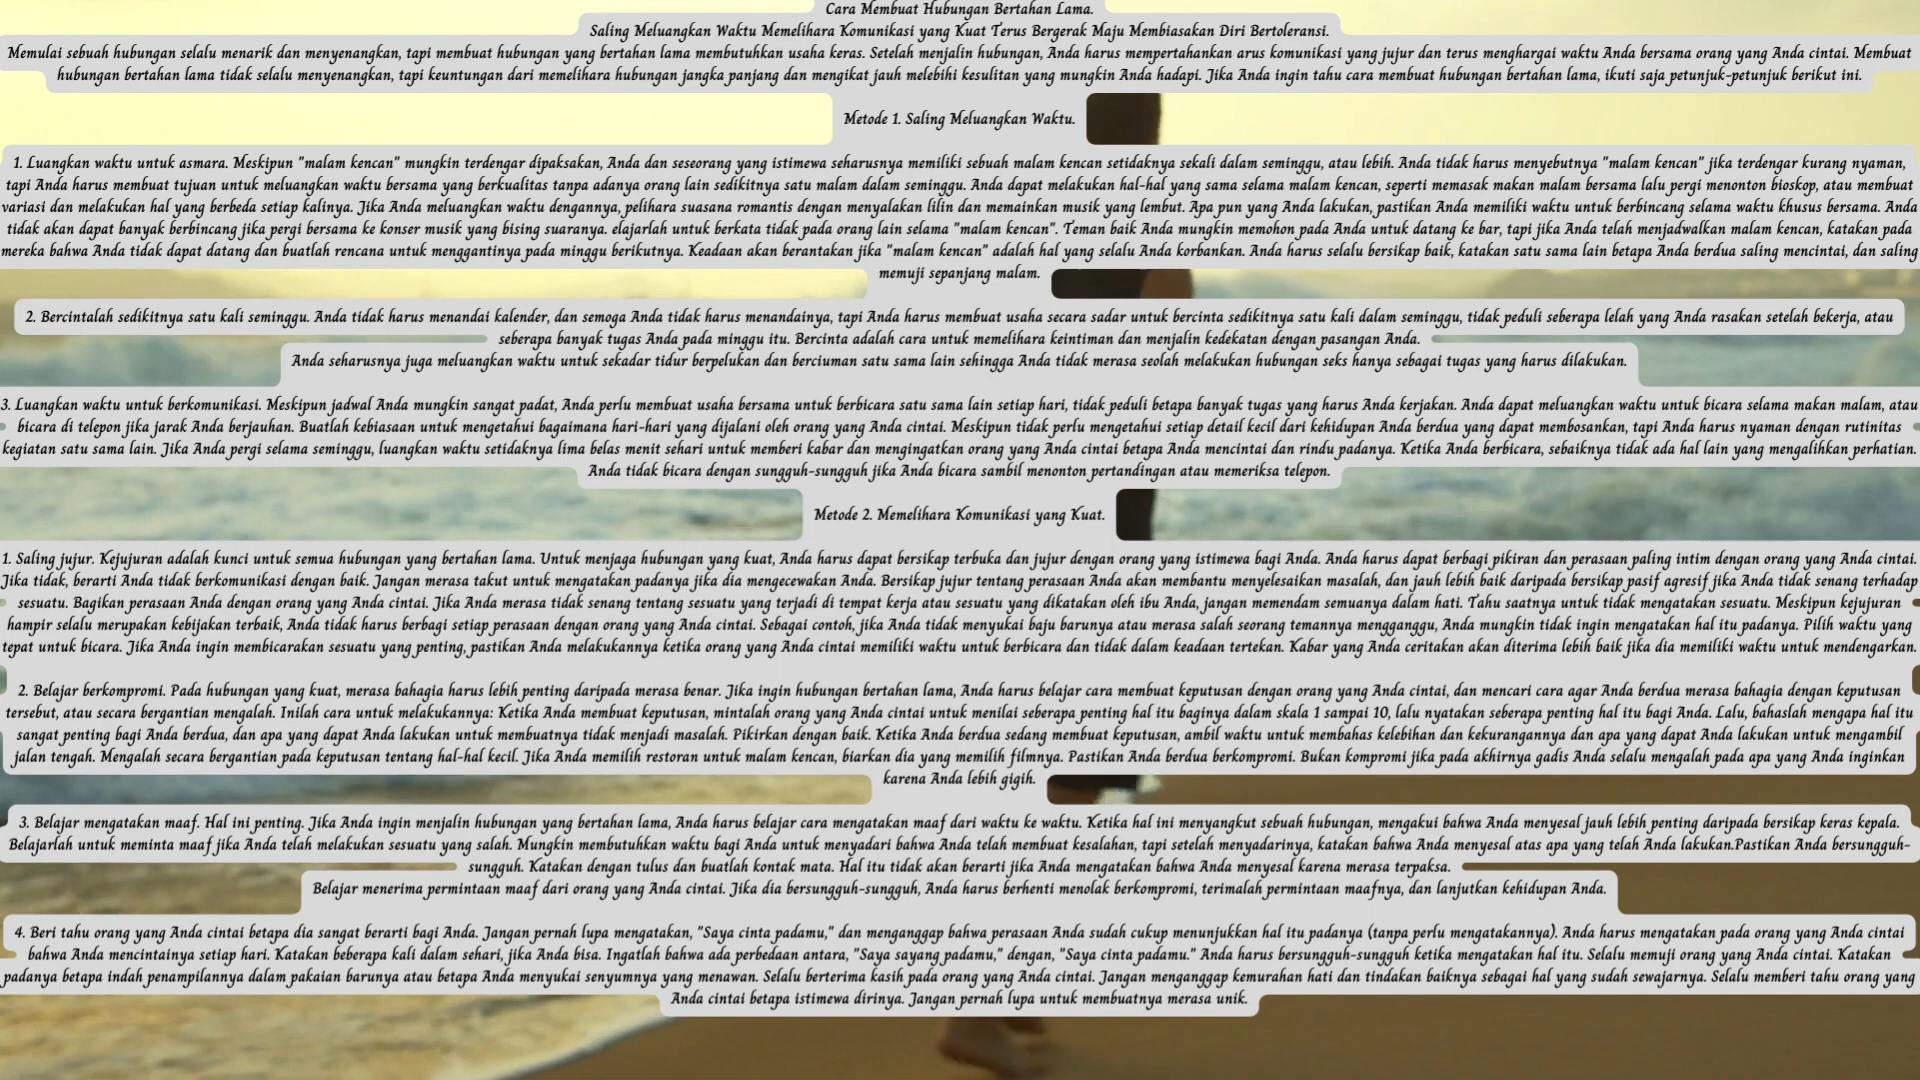 Cara Membuat Hubungan Bertahan Lama.
Saling Meluangkan Waktu Memelihara Komunikasi yang Kuat Terus Bergerak Maju Membiasakan Diri Bertoleransi.
Memulai sebuah hubungan selalu menarik dan menyenangkan, tapi membuat hubungan yang bertahan lama membutuhkan usaha keras. Setelah menjalin hubungan, Anda harus mempertahankan arus komunikasi yang jujur dan terus menghargai waktu Anda bersama orang yang Anda cintai. Membuat
hubungan bertahan lama tidak selalu menyenangkan, tapi keuntungan dari memelihara hubungan jangka panjang dan mengikat jauh melebihi kesulitan yang mungkin Anda hadapi. Jika Anda ingin tahu cara membuat hubungan bertahan lama, ikuti saja petunjuk-petunjuk berikut ini.
Metode 1. Saling Meluangkan Waktu.
1. Luangkan waktu untuk asmara. Meskipun "malam kencan" mungkin terdengar dipaksakan, Anda dan seseorang yang istimewa seharusnya memiliki sebuah malam kencan setidaknya sekali dalam seminggu, atau lebih. Anda tidak harus menyebutnya "malam kencan" jika terdengar kurang nyaman,
tapi Anda harus membuat tujuan untuk meluangkan waktu bersama yang berkualitas tanpa adanya orang lain sedikitnya satu malam dalam seminggu. Anda dapat melakukan hal-hal yang sama selama malam kencan, seperti memasak makan malam bersama lalu pergi menonton bioskop, atau membuat
variasi dan melakukan hal yang berbeda setiap kalinya. Jika Anda meluangkan waktu dengannya, pelihara suasana romantis dengan menyalakan lilin dan memainkan musik yang lembut. Apa pun yang Anda lakukan, pastikan Anda memiliki waktu untuk berbincang selama waktu khusus bersama. Anda
tidak akan dapat banyak berbincang jika pergi bersama ke konser musik yang bising suaranya. elajarlah untuk berkata tidak pada orang lain selama "malam kencan". Teman baik Anda mungkin memohon pada Anda untuk datang ke bar, tapi jika Anda telah menjadwalkan malam kencan, katakan pada
mereka bahwa Anda tidak dapat datang dan buatlah rencana untuk menggantinya pada minggu berikutnya. Keadaan akan berantakan jika "malam kencan" adalah hal yang selalu Anda korbankan. Anda harus selalu bersikap baik, katakan satu sama lain betapa Anda berdua saling mencintai, dan saling
memuji sepanjang malam.
2. Bercintalah sedikitnya satu kali seminggu. Anda tidak harus menandai kalender, dan semoga Anda tidak harus menandainya, tapi Anda harus membuat usaha secara sadar untuk bercinta sedikitnya satu kali dalam seminggu, tidak peduli seberapa lelah yang Anda rasakan setelah bekerja, atau
seberapa banyak tugas Anda pada minggu itu. Bercinta adalah cara untuk memelihara keintiman dan menjalin kedekatan dengan pasangan Anda.
Anda seharusnya juga meluangkan waktu untuk sekadar tidur berpelukan dan berciuman satu sama lain sehingga Anda tidak merasa seolah melakukan hubungan seks hanya sebagai tugas yang harus dilakukan.
3. Luangkan waktu untuk berkomunikasi. Meskipun jadwal Anda mungkin sangat padat, Anda perlu membuat usaha bersama untuk berbicara satu sama lain setiap hari, tidak peduli betapa banyak tugas yang harus Anda kerjakan. Anda dapat meluangkan waktu untuk bicara selama makan malam, atau
bicara di telepon jika jarak Anda berjauhan. Buatlah kebiasaan untuk mengetahui bagaimana hari-hari yang dijalani oleh orang yang Anda cintai. Meskipun tidak perlu mengetahui setiap detail kecil dari kehidupan Anda berdua yang dapat membosankan, tapi Anda harus nyaman dengan rutinitas
kegiatan satu sama lain. Jika Anda pergi selama seminggu, luangkan waktu setidaknya lima belas menit sehari untuk memberi kabar dan mengingatkan orang yang Anda cintai betapa Anda mencintai dan rindu padanya. Ketika Anda berbicara, sebaiknya tidak ada hal lain yang mengalihkan perhatian.
Anda tidak bicara dengan sungguh-sungguh jika Anda bicara sambil menonton pertandingan atau memeriksa telepon.
Metode 2. Memelihara Komunikasi yang Kuat.
1. Saling jujur. Kejujuran adalah kunci untuk semua hubungan yang bertahan lama. Untuk menjaga hubungan yang kuat, Anda harus dapat bersikap terbuka dan jujur dengan orang yang istimewa bagi Anda. Anda harus dapat berbagi pikiran dan perasaan paling intim dengan orang yang Anda cintai.
Jika tidak, berarti Anda tidak berkomunikasi dengan baik. Jangan merasa takut untuk mengatakan padanya jika dia mengecewakan Anda. Bersikap jujur tentang perasaan Anda akan membantu menyelesaikan masalah, dan jauh lebih baik daripada bersikap pasif agresif jika Anda tidak senang terhadap
sesuatu. Bagikan perasaan Anda dengan orang yang Anda cintai. Jika Anda merasa tidak senang tentang sesuatu yang terjadi di tempat kerja atau sesuatu yang dikatakan oleh ibu Anda, jangan memendam semuanya dalam hati. Tahu saatnya untuk tidak mengatakan sesuatu. Meskipun kejujuran
hampir selalu merupakan kebijakan terbaik, Anda tidak harus berbagi setiap perasaan dengan orang yang Anda cintai. Sebagai contoh, jika Anda tidak menyukai baju barunya atau merasa salah seorang temannya mengganggu, Anda mungkin tidak ingin mengatakan hal itu padanya. Pilih waktu yang
tepat untuk bicara. Jika Anda ingin membicarakan sesuatu yang penting, pastikan Anda melakukannya ketika orang yang Anda cintai memiliki waktu untuk berbicara dan tidak dalam keadaan tertekan. Kabar yang Anda ceritakan akan diterima lebih baik jika dia memiliki waktu untuk mendengarkan.
2. Belajar berkompromi. Pada hubungan yang kuat, merasa bahagia harus lebih penting daripada merasa benar. Jika ingin hubungan bertahan lama, Anda harus belajar cara membuat keputusan dengan orang yang Anda cintai, dan mencari cara agar Anda berdua merasa bahagia dengan keputusan
tersebut, atau secara bergantian mengalah. Inilah cara untuk melakukannya: Ketika Anda membuat keputusan, mintalah orang yang Anda cintai untuk menilai seberapa penting hal itu baginya dalam skala 1 sampai 10, lalu nyatakan seberapa penting hal itu bagi Anda. Lalu, bahaslah mengapa hal itu
sangat penting bagi Anda berdua, dan apa yang dapat Anda lakukan untuk membuatnya tidak menjadi masalah. Pikirkan dengan baik. Ketika Anda berdua sedang membuat keputusan, ambil waktu untuk membahas kelebihan dan kekurangannya dan apa yang dapat Anda lakukan untuk mengambil
jalan tengah. Mengalah secara bergantian pada keputusan tentang hal-hal kecil. Jika Anda memilih restoran untuk malam kencan, biarkan dia yang memilih filmnya. Pastikan Anda berdua berkompromi. Bukan kompromi jika pada akhirnya gadis Anda selalu mengalah pada apa yang Anda inginkan
karena Anda lebih gigih.
3. Belajar mengatakan maaf. Hal ini penting. Jika Anda ingin menjalin hubungan yang bertahan lama, Anda harus belajar cara mengatakan maaf dari waktu ke waktu. Ketika hal ini menyangkut sebuah hubungan, mengakui bahwa Anda menyesal jauh lebih penting daripada bersikap keras kepala.
Belajarlah untuk meminta maaf jika Anda telah melakukan sesuatu yang salah. Mungkin membutuhkan waktu bagi Anda untuk menyadari bahwa Anda telah membuat kesalahan, tapi setelah menyadarinya, katakan bahwa Anda menyesal atas apa yang telah Anda lakukan.Pastikan Anda bersungguh-
sungguh. Katakan dengan tulus dan buatlah kontak mata. Hal itu tidak akan berarti jika Anda mengatakan bahwa Anda menyesal karena merasa terpaksa.
Belajar menerima permintaan maaf dari orang yang Anda cintai. Jika dia bersungguh-sungguh, Anda harus berhenti menolak berkompromi, terimalah permintaan maafnya, dan lanjutkan kehidupan Anda.
4. Beri tahu orang yang Anda cintai betapa dia sangat berarti bagi Anda. Jangan pernah lupa mengatakan, "Saya cinta padamu," dan menganggap bahwa perasaan Anda sudah cukup menunjukkan hal itu padanya (tanpa perlu mengatakannya). Anda harus mengatakan pada orang yang Anda cintai
bahwa Anda mencintainya setiap hari. Katakan beberapa kali dalam sehari, jika Anda bisa. Ingatlah bahwa ada perbedaan antara, "Saya sayang padamu," dengan, "Saya cinta padamu." Anda harus bersungguh-sungguh ketika mengatakan hal itu. Selalu memuji orang yang Anda cintai. Katakan
padanya betapa indah penampilannya dalam pakaian barunya atau betapa Anda menyukai senyumnya yang menawan. Selalu berterima kasih pada orang yang Anda cintai. Jangan menganggap kemurahan hati dan tindakan baiknya sebagai hal yang sudah sewajarnya. Selalu memberi tahu orang yang
Anda cintai betapa istimewa dirinya. Jangan pernah lupa untuk membuatnya merasa unik.